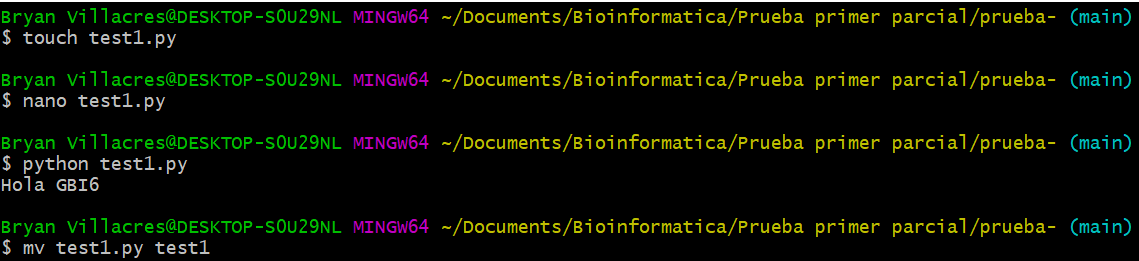 Bryan Villacres@DESKTOP-SOU29NL MINGW64 ~/Documents/Bioinformatica/Prueba primer parcial/prueba- (main)
$ touch test1.py
Bryan Villacres@DESKTOP-SOU29NL MINGW64 ~/Documents/Bioinformatica/Prueba primer parcial/prueba- (main)
$ nano test1.py
Bryan Villacres@DESKTOP-SOU29NL MINGW64 ~/Documents/Bioinformatica/Prueba primer parcial/prueba- (main)
$ python test1.py
Hola GBI6
Bryan Villacres@DESKTOP-SOU29NL MINGW64 ~/Documents/Bioinformatica/Prueba primer parcial/prueba- (main)
$ mv test1.py test1